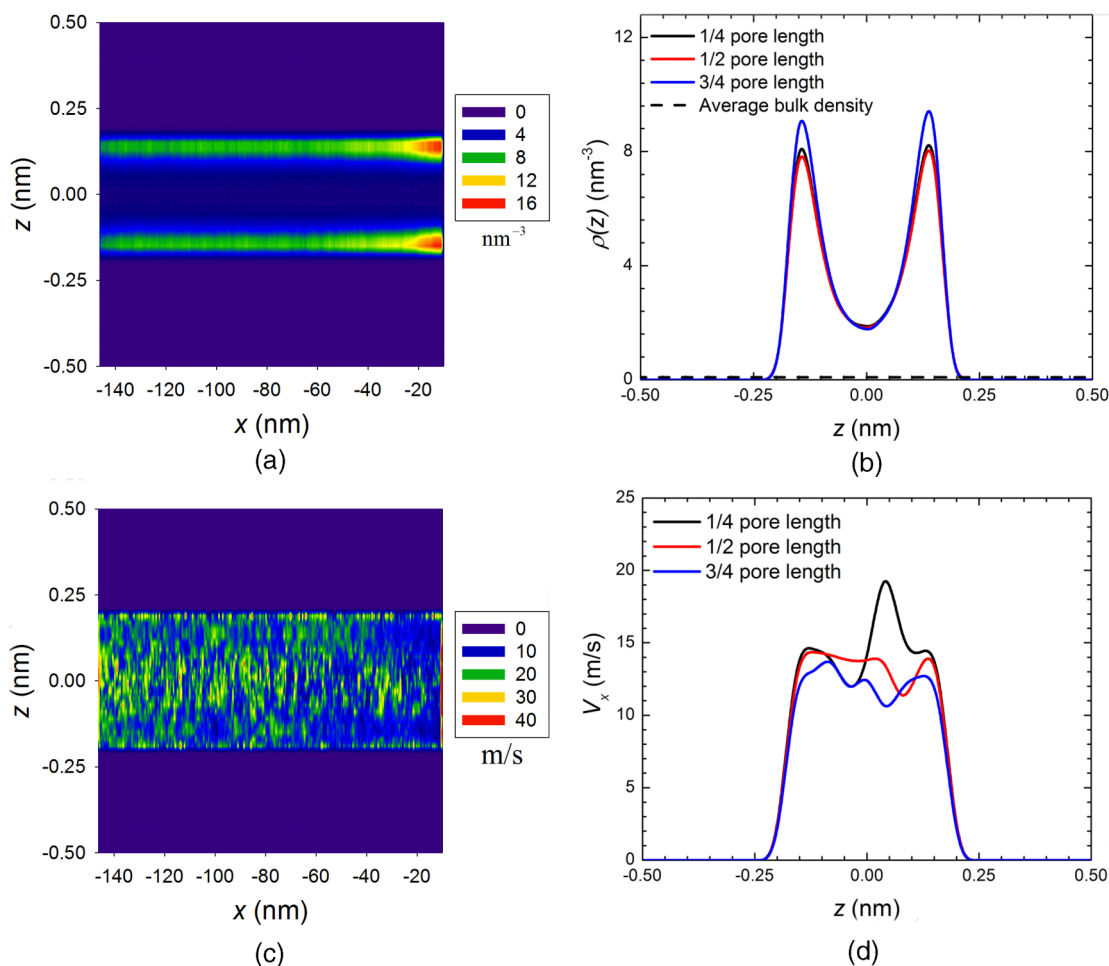 0.50
0.25
0.00
-0.25
-0.50
z (nm)
-140 -120 -100 -80 -60 -40 -20
x (nm)
0
4
8
12
16
nm⁻³
(a)
12
8
4
0
ρ(z) (nm⁻³)
1/4 pore length
1/2 pore length
3/4 pore length
Average bulk density
-0.50 -0.25 0.00 0.25 0.50
z (nm)
(b)
0.50
0.25
0.00
-0.25
-0.50
z (nm)
-140 -120 -100 -80 -60 -40 -20
x (nm)
0
10
20
30
40
m/s
(c)
25
20
15
10
5
0
Vₓ (m/s)
1/4 pore length
1/2 pore length
3/4 pore length
-0.50 -0.25 0.00 0.25 0.50
z (nm)
(d)